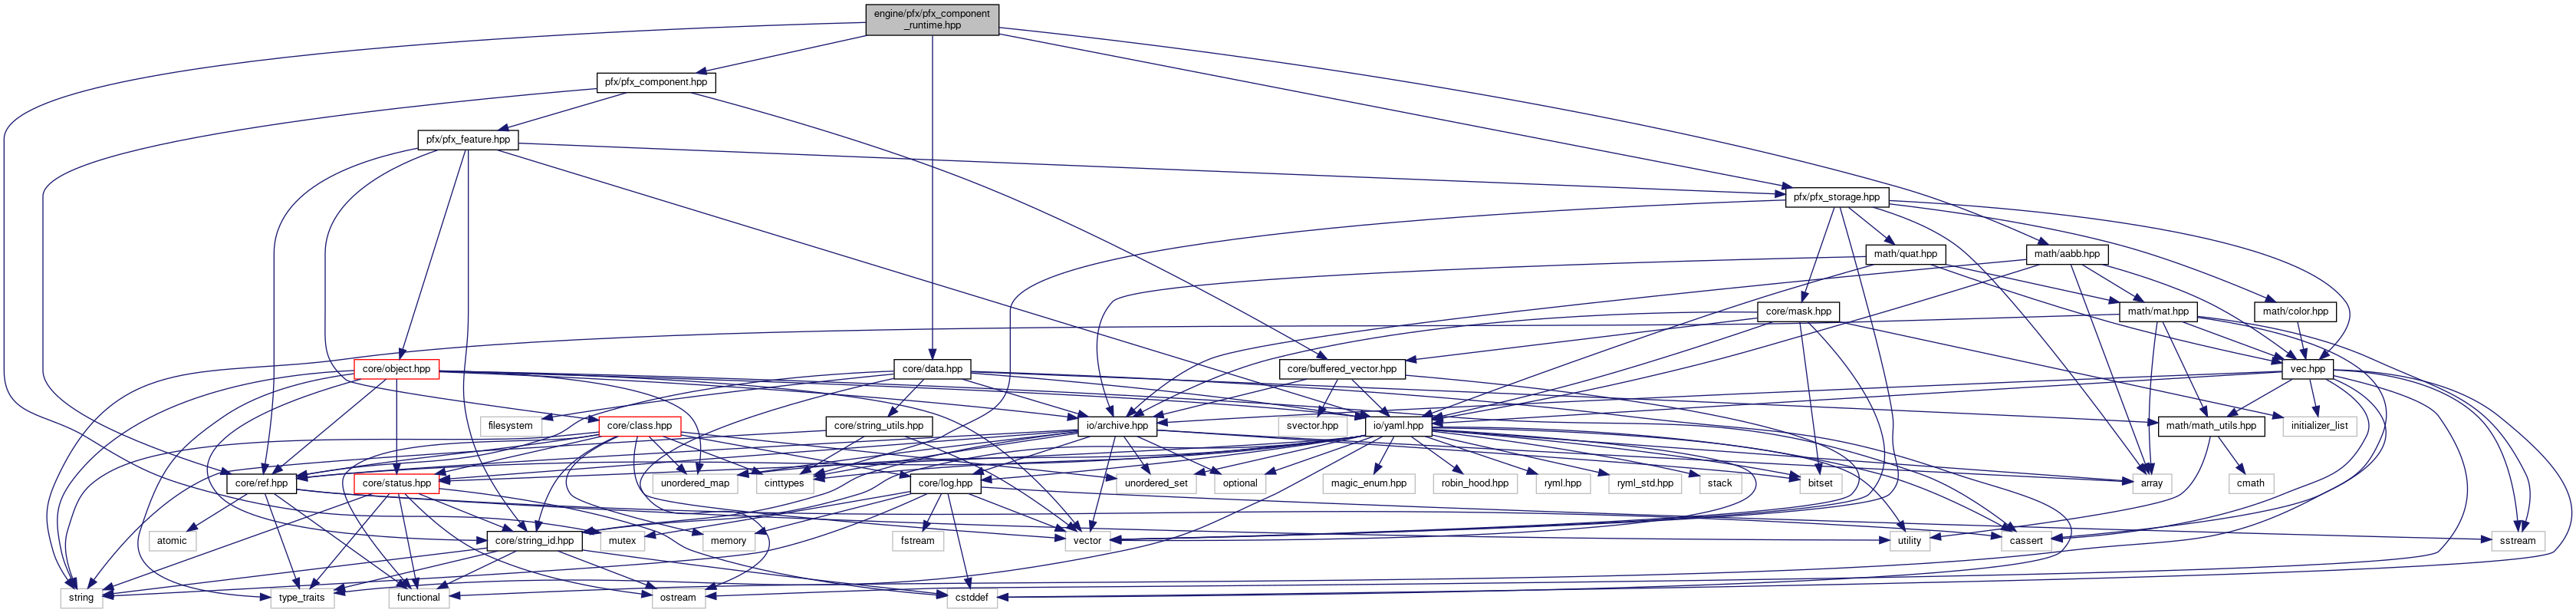 engine/pfx/pfx_component
_runtime.hpp
pfx/pfx_component.hpp
pfx/pfx_feature.hpp
pfx/pfx_storage.hpp
math/quat.hpp
math/aabb.hpp
core/mask.hpp
math/mat.hpp
math/color.hpp
core/object.hpp
core/data.hpp
core/buffered_vector.hpp
vec.hpp
filesystem
core/class.hpp
core/string_utils.hpp
io/archive.hpp
svector.hpp
io/yaml.hpp
math/math_utils.hpp
initializer_list
core/ref.hpp
core/status.hpp
unordered_map
cinttypes
core/log.hpp
unordered_set
optional
magic_enum.hpp
robin_hood.hpp
ryml.hpp
ryml_std.hpp
stack
bitset
array
cmath
atomic
core/string_id.hpp
mutex
memory
fstream
vector
utility
cassert
sstream
string
type_traits
functional
ostream
cstddef